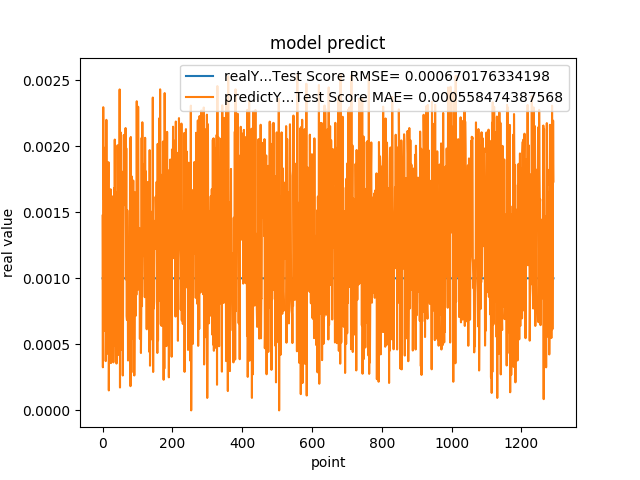 model predict
realY...Test Score RMSE= 0.000670176334198
predictY...Test Score MAE= 0.000558474387568
real value
0.0025
0.0020
0.0015
0.0010
0.0005
0.0000
0 200 400 600 800 1000 1200
point